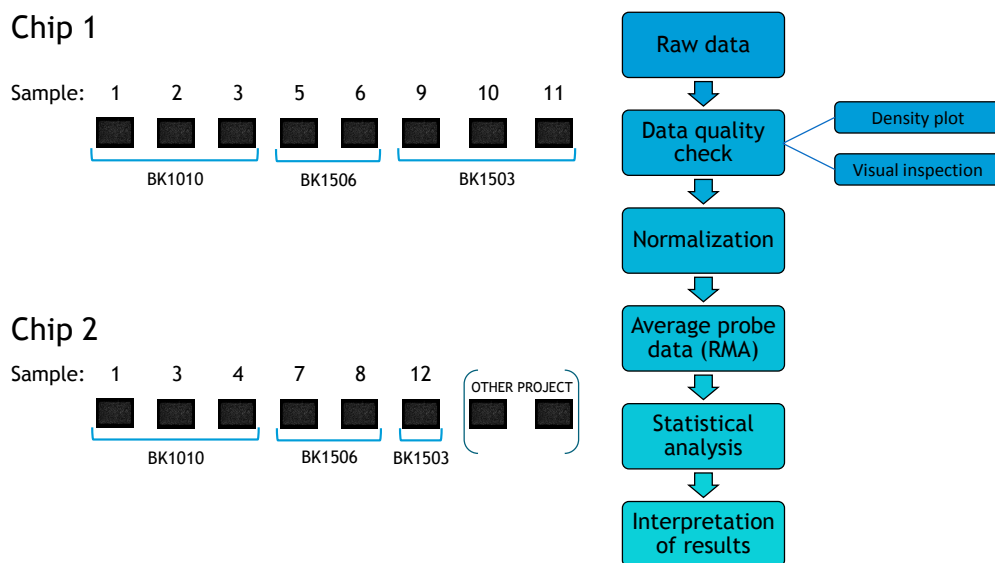 Chip 1
Sample: 1 2 3 5 6 9 10 11
BK1010 BK1506 BK1503
Chip 2
Sample: 1 3 4 7 8 12
OTHER PROJECT
BK1010 BK1506 BK1503
Raw data
Data quality
check
Density plot
Visual inspection
Normalization
Average probe
data (RMA)
Statistical
analysis
Interpretation
of results